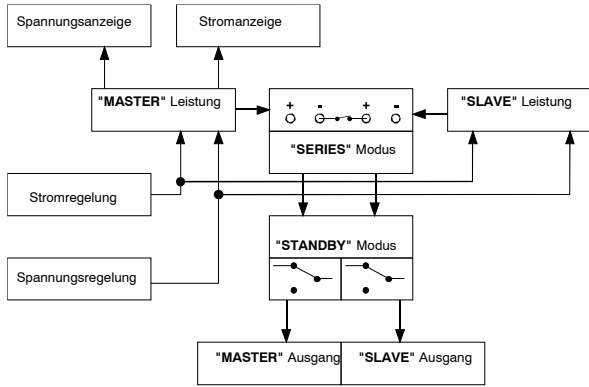 Spannungsanzeige
Stromanzeige
"MASTER" Leistung
+ - + -
"SERIES" Modus
"SLAVE" Leistung
Stromregelung
"STANDBY" Modus
Spannungsregelung
"MASTER" Ausgang
"SLAVE" Ausgang